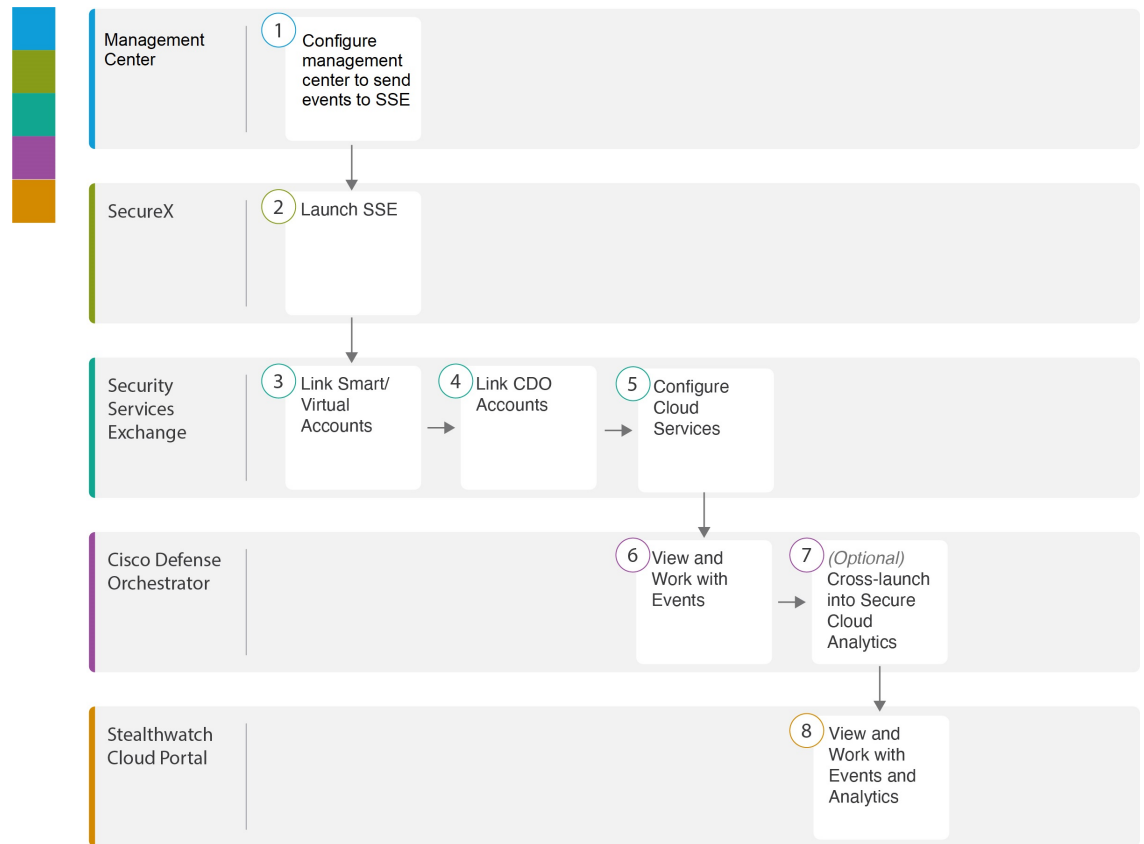 Management
Center
1
Configure
management
center to send
events to SSE
SecureX
2
Launch SSE
Security
Services
Exchange
3
Link Smart/
Virtual
Accounts
4
Link CDO
Accounts
5
Configure
Cloud
Services
Cisco Defense
Orchestrator
6
View and
Work with
Events
7
(Optional)
Cross-launch
into Secure
Cloud
Analytics
Stealthwatch
Cloud Portal
8
View and
Work with
Events and
Analytics